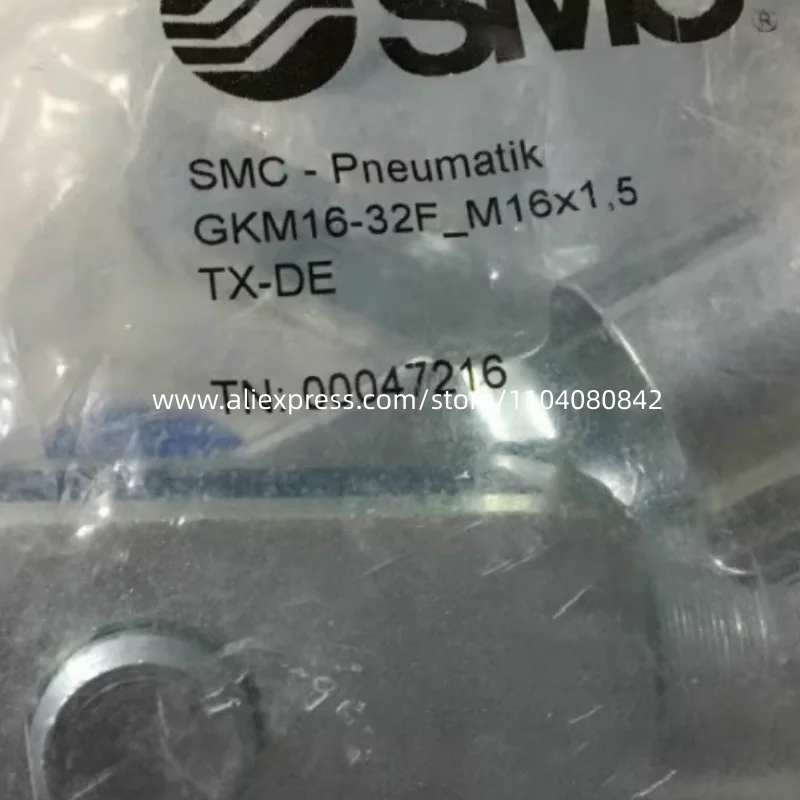 SMC®
SMC - Pneumatik
GKM16-32F_M16x1,5
TX-DE
TN: 00047216
www.aliexpress.com/store/1104080842